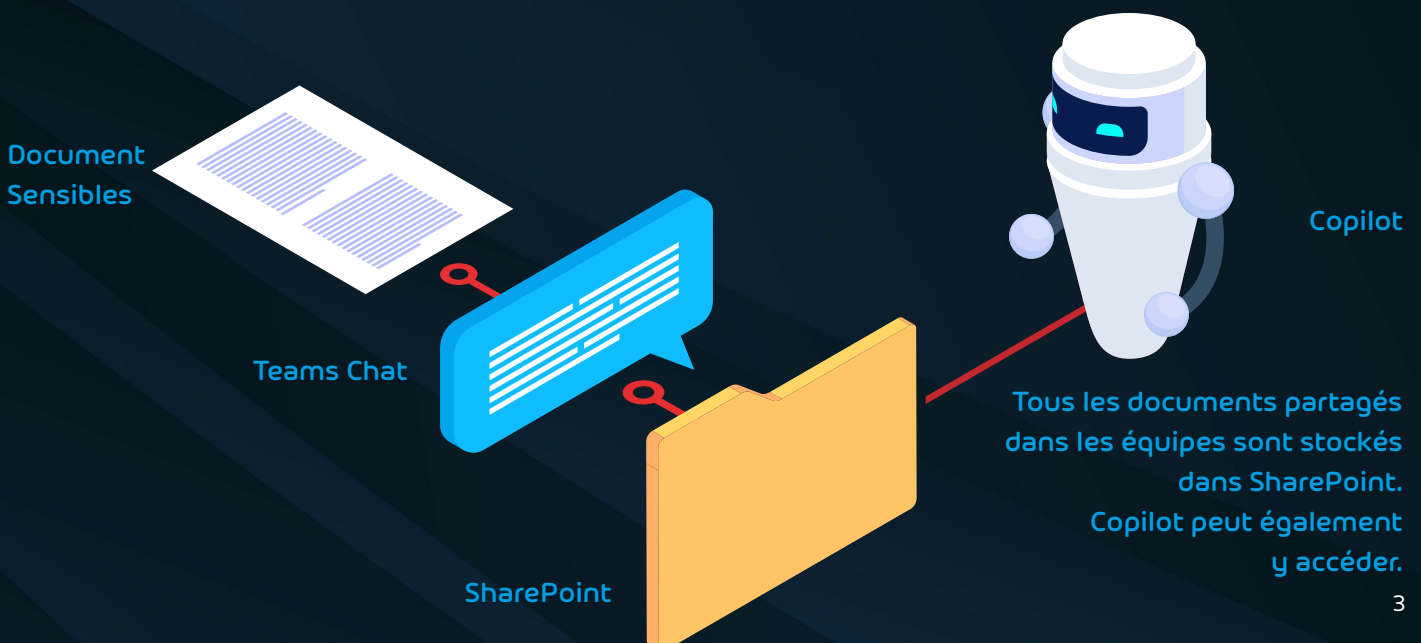 Document
Sensibles
Teams Chat
SharePoint
Copilot
Tous les documents partagés
dans les équipes sont stockés
dans SharePoint.
Copilot peut également
y accéder.
3